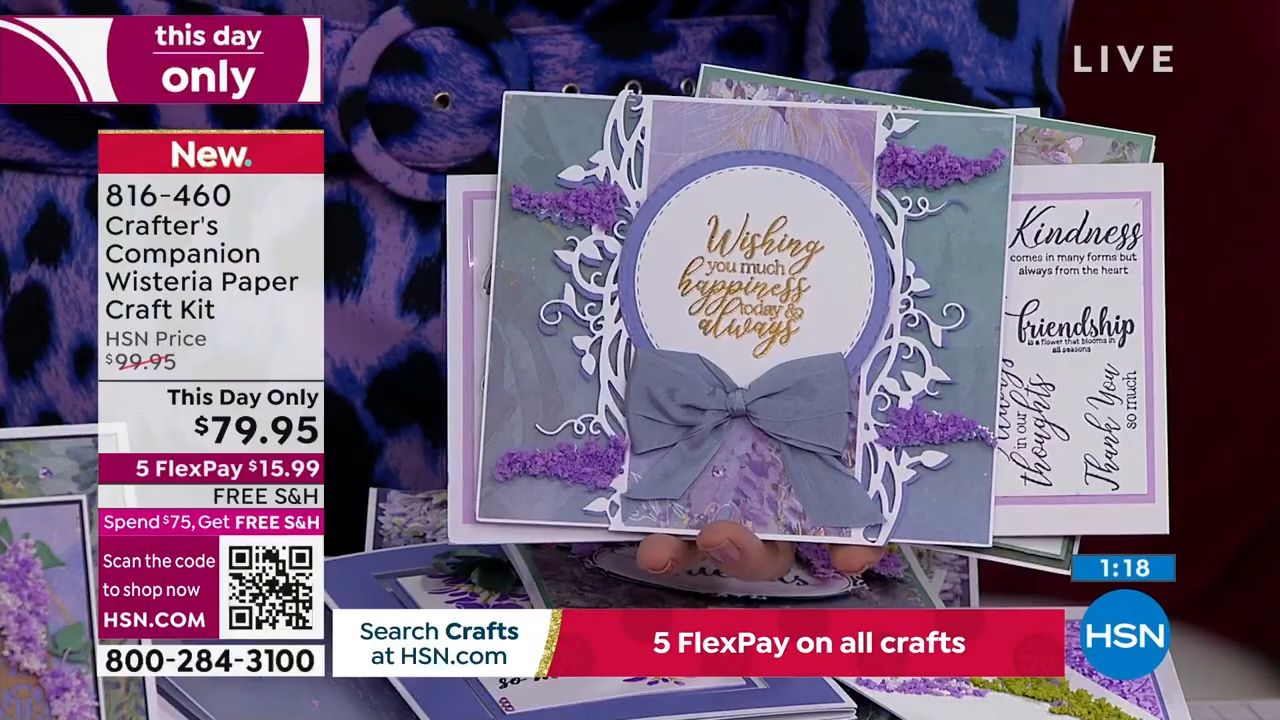 this day
only
LIVE
New.
816-460
Crafter's
Companion
Wisteria Paper
Craft Kit
HSN Price
$99.95
This Day Only
$79.95
5 FlexPay $15.99
FREE S&H
Spend $75, Get FREE S&H
Scan the code
to shop now
HSN.COM
800-284-3100
Wishing
you much
happiness
today &
always
Kindness
comes in many forms but
always from the heart
friendship
is a flower that blooms in
all seasons
always
in our
thoughts
Thank You
so much
1:18
HSN
Search Crafts
at HSN.com
5 FlexPay on all crafts
so